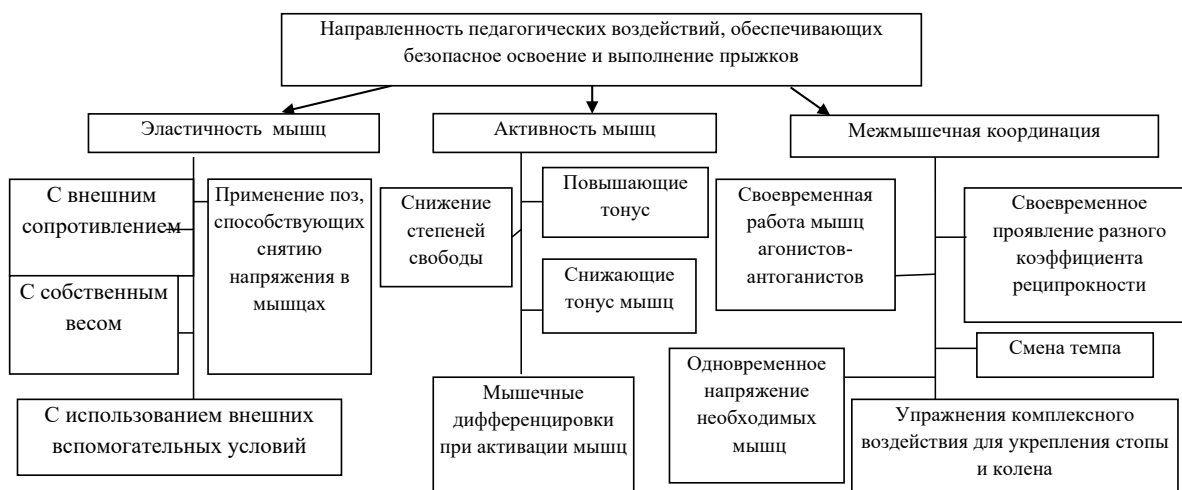 Направленность педагогических воздействий, обеспечивающих
безопасное освоение и выполнение прыжков
Эластичность мышц
Активность мышц
Межмышечная координация
С внешним
сопротивлением
Применение поз,
способствующих
снятию
напряжения в
мышцах
С собственным
весом
С использованием внешних
вспомогательных условий
Снижение
степеней
свободы
Повышающие
тонус
Снижающие
тонус мышц
Мышечные
дифференцировки
при активации мышц
Своевременная
работа мышц
агонистов-
антоганистов
Своевременное
проявление разного
коэффициента
реципрокности
Смена темпа
Одновременное
напряжение
необходимых
мышц
Упражнения комплексного
воздействия для укрепления стопы
и колена